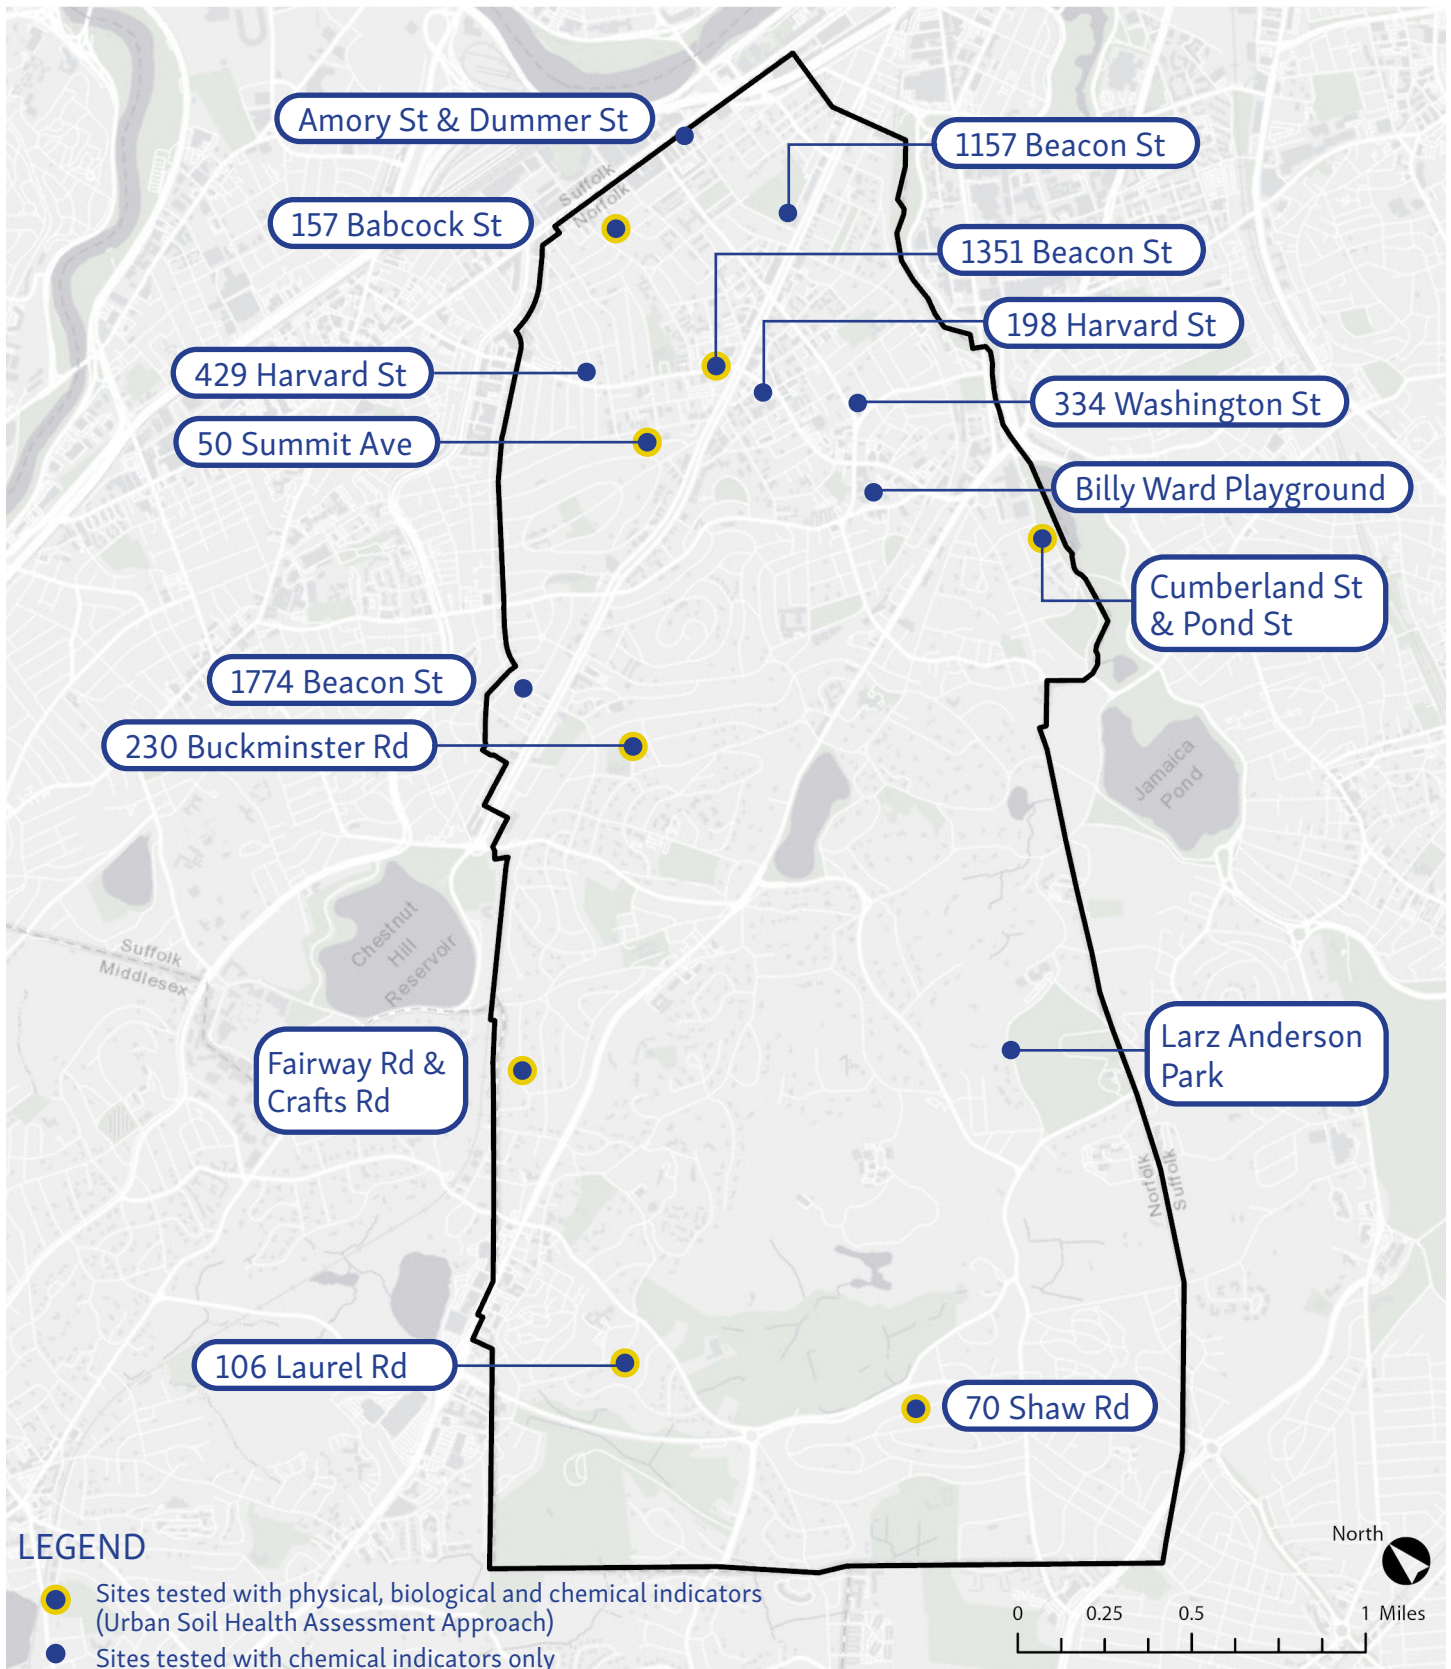 Amory St & Dummer St
1157 Beacon St
Suffolk
Norfolk
157 Babcock St
1351 Beacon St
198 Harvard St
429 Harvard St
334 Washington St
50 Summit Ave
Billy Ward Playground
Cumberland St
& Pond St
1774 Beacon St
230 Buckminster Rd
Jamaica
Pond
Chestnut
Hill
Reservoir
Suffolk
Middlesex
Larz Anderson
Park
Fairway Rd &
Crafts Rd
Norfolk
Suffolk
106 Laurel Rd
70 Shaw Rd
LEGEND
North
Sites tested with physical, biological and chemical indicators
(Urban Soil Health Assessment Approach)
Sites tested with chemical indicators only
0 0.25 0.5 1 Miles